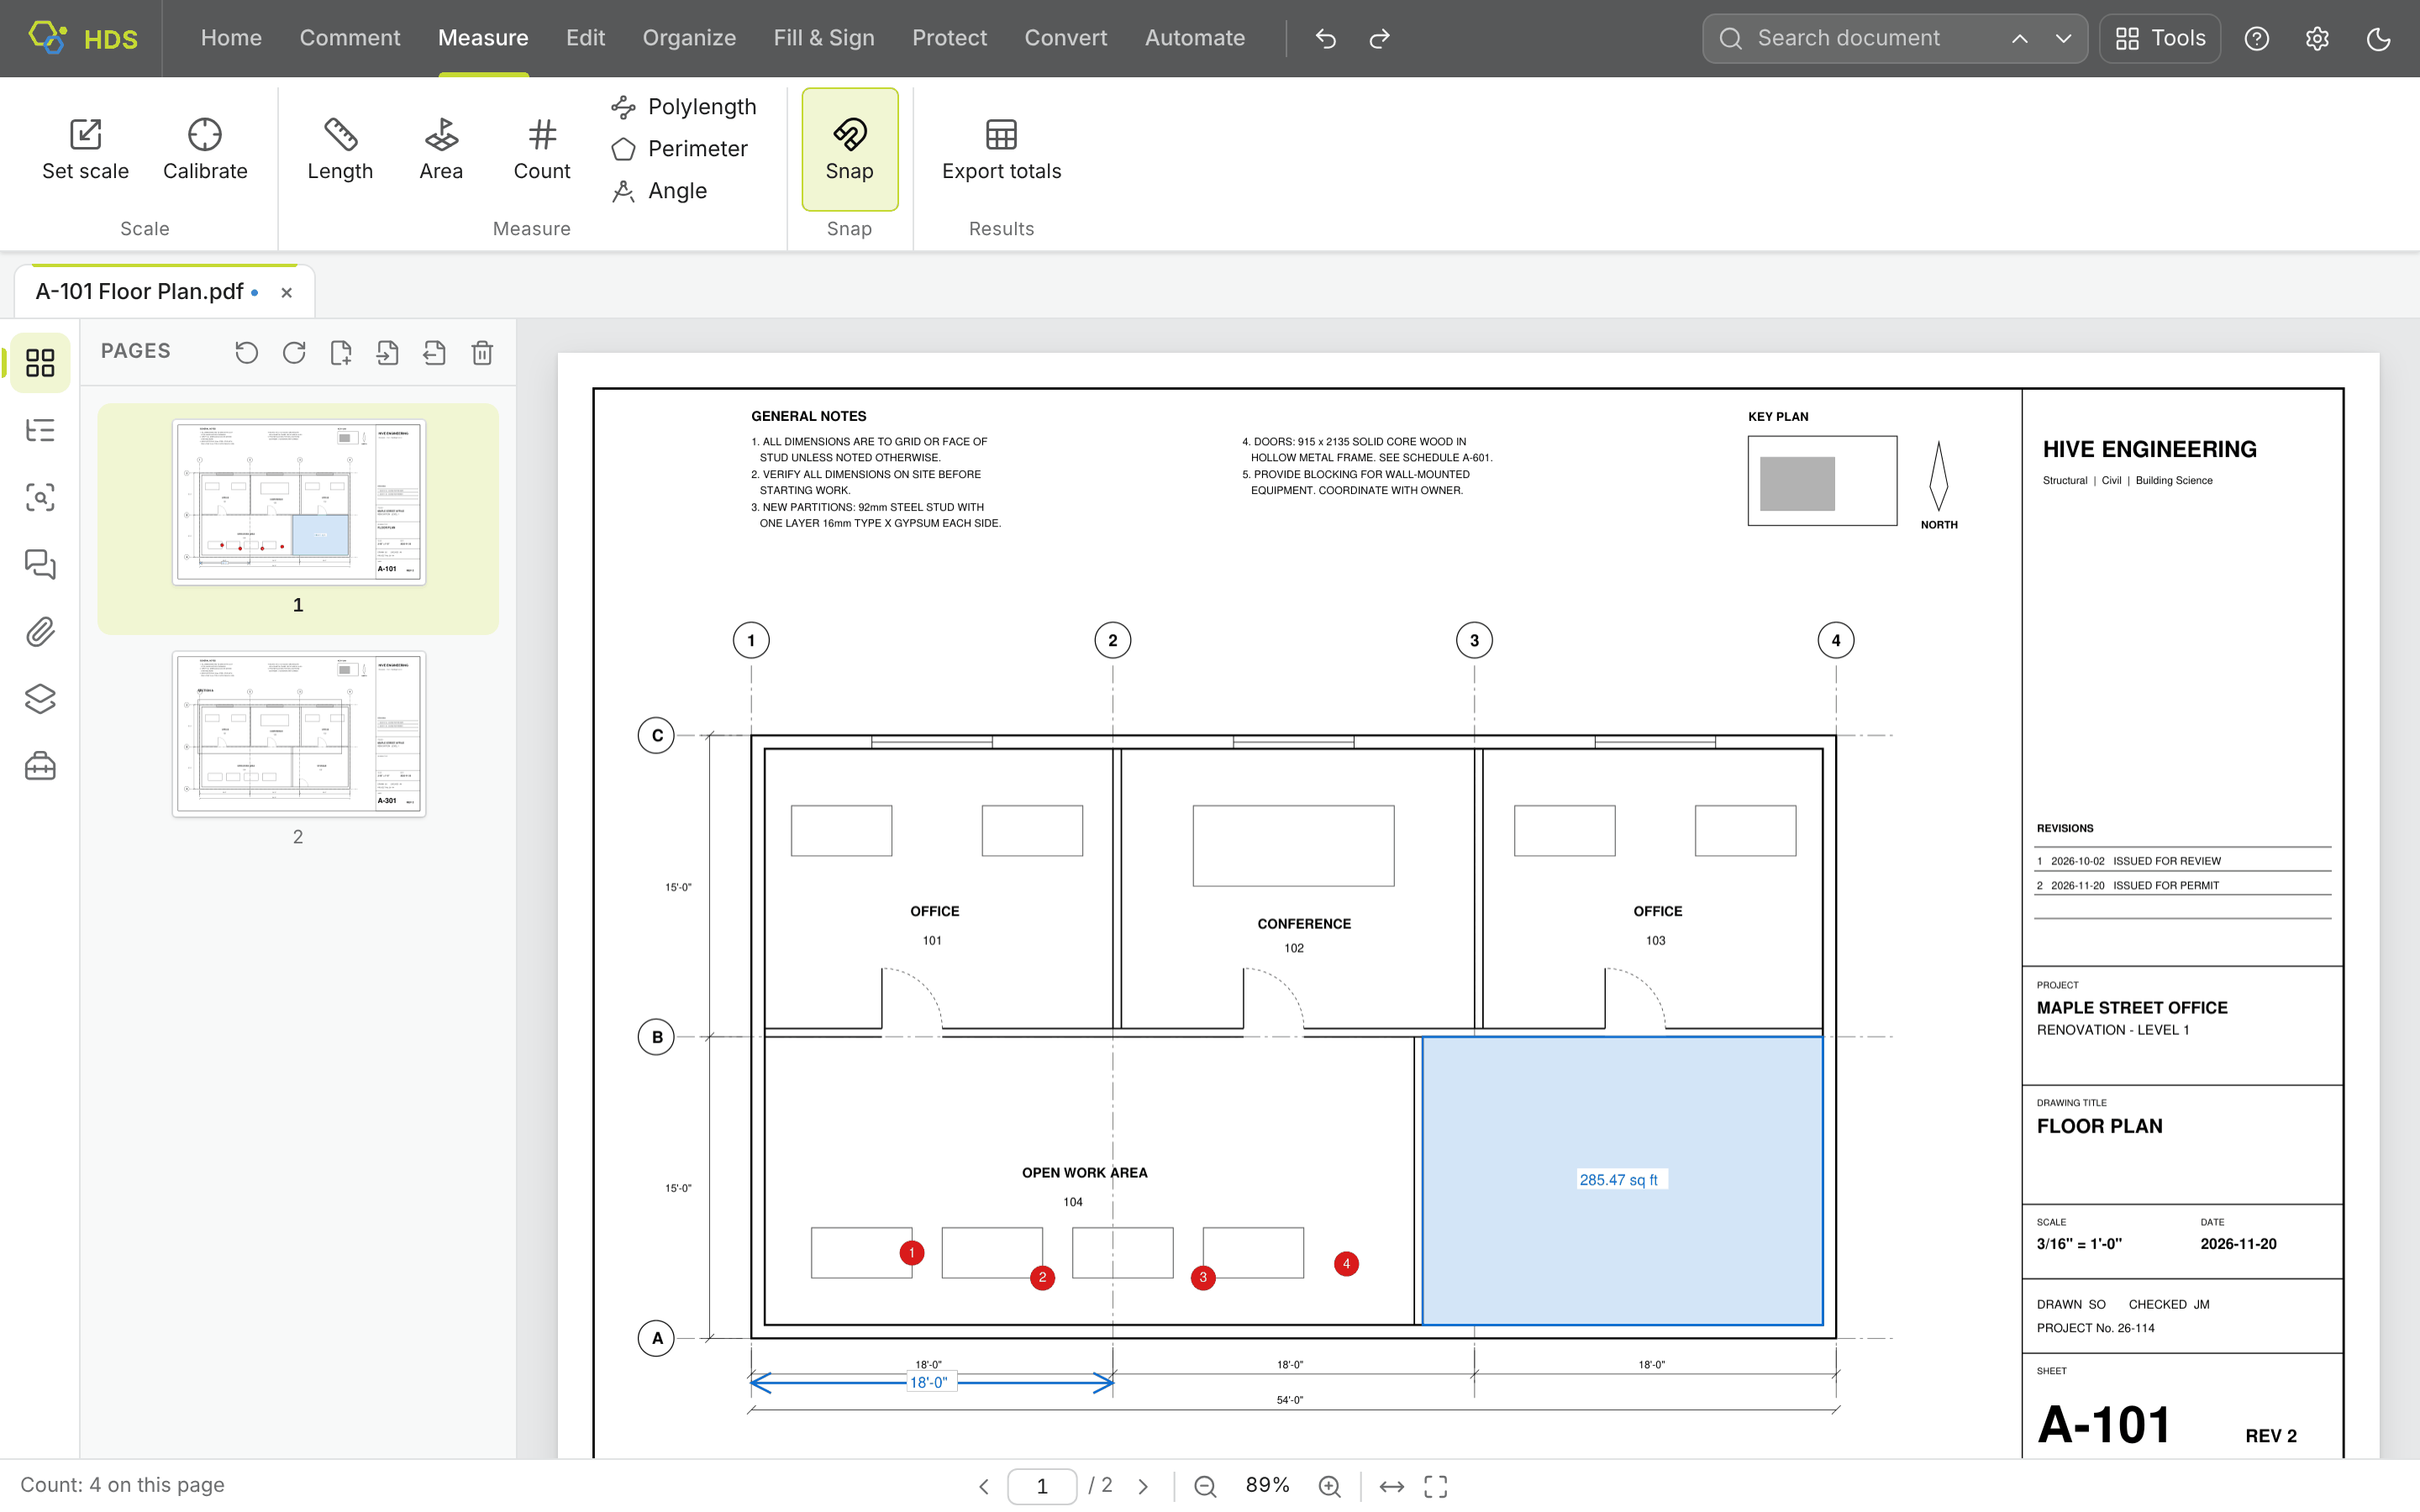 HDS
Home Comment Measure Edit Organize Fill & Sign Protect Convert Automate
Search document
Tools
Set scale
Calibrate
Scale
Length
Area
Count
Polylength
Perimeter
Angle
Measure
Snap
Snap
Export totals
Results
A-101 Floor Plan.pdf
PAGES
1
2
GENERAL NOTES
1. ALL DIMENSIONS ARE TO GRID OR FACE OF
STUD UNLESS NOTED OTHERWISE.
2. VERIFY ALL DIMENSIONS ON SITE BEFORE
STARTING WORK.
3. NEW PARTITIONS: 92mm STEEL STUD WITH
ONE LAYER 16mm TYPE X GYPSUM EACH SIDE.
4. DOORS: 915 x 2135 SOLID CORE WOOD IN
HOLLOW METAL FRAME. SEE SCHEDULE A-601.
5. PROVIDE BLOCKING FOR WALL-MOUNTED
EQUIPMENT. COORDINATE WITH OWNER.
KEY PLAN
NORTH
HIVE ENGINEERING
Structural | Civil | Building Science
1 2 3 4
C
15'-0"
OFFICE
101
CONFERENCE
102
OFFICE
103
B
15'-0"
OPEN WORK AREA
104
285.47 sq ft
1
2
3
4
A
18'-0" 18'-0" 18'-0"
18'-0"
54'-0"
REVISIONS
1 2026-10-02 ISSUED FOR REVIEW
2 2026-11-20 ISSUED FOR PERMIT
PROJECT
MAPLE STREET OFFICE
RENOVATION - LEVEL 1
DRAWING TITLE
FLOOR PLAN
SCALE DATE
3/16" = 1'-0" 2026-11-20
DRAWN SO CHECKED JM
PROJECT No. 26-114
SHEET
A-101 REV 2
A-101
A-301
Count: 4 on this page
1 / 2
89%